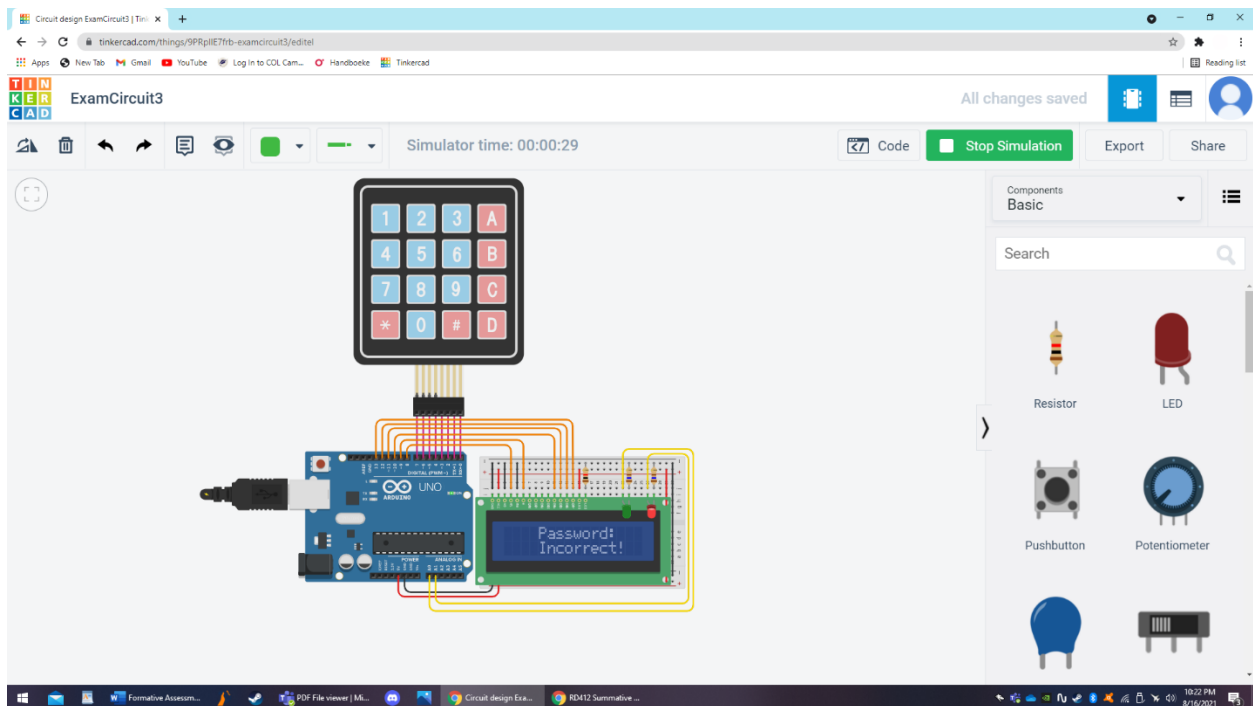 Circuit design ExamCircuit3 | Tin
tinkercad.com/things/9PRpllE7frb-examcircuit3/editel
Apps New Tab Gmail YouTube Log In to COL Cam... Handboeke Tinkercad Reading list
TIN
KER
CAD
ExamCircuit3
All changes saved
Simulator time: 00:00:29
Code
Stop Simulation
Export
Share
Components
Basic
Search
1 2 3 A
4 5 6 B
7 8 9 C
* 0 # D
Resistor
LED
DIGITAL (PWM~)
UNO
ARDUINO
POWER
ANALOG IN
Password:
Incorrect!
Pushbutton
Potentiometer
Formative Assessm...
PDF File viewer | Mi...
Circuit design Exa...
RD412 Summative ...
10:22 PM
8/16/2021